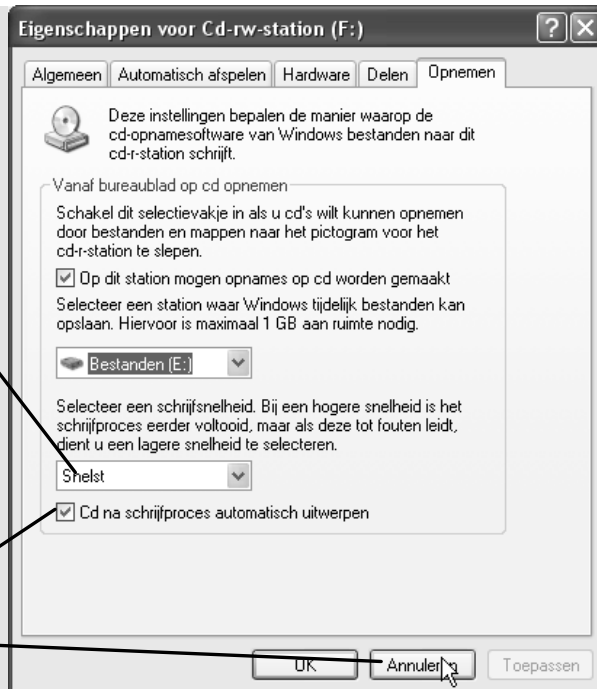 Eigenschappen voor Cd-rw-station (F:)
Algemeen Automatisch afspelen Hardware Delen Opnemen
Deze instellingen bepalen de manier waarop de
cd-opnamesoftware van Windows bestanden naar dit
cd-r-station schrijft.
Vanaf bureaublad op cd opnemen
Schakel dit selectievakje in als u cd's wilt kunnen opnemen
door bestanden en mappen naar het pictogram voor het
cd-r-station te slepen.
Op dit station mogen opnames op cd worden gemaakt
Selecteer een station waar Windows tijdelijk bestanden kan
opslaan. Hiervoor is maximaal 1 GB aan ruimte nodig.
Bestanden (E:)
Selecteer een schrijfsnelheid. Bij een hogere snelheid is het
schrijfproces eerder voltooid, maar als deze tot fouten leidt,
dient u een lagere snelheid te selecteren.
Snelst
Cd na schrijfproces automatisch uitwerpen
OK Annuleren Toepassen